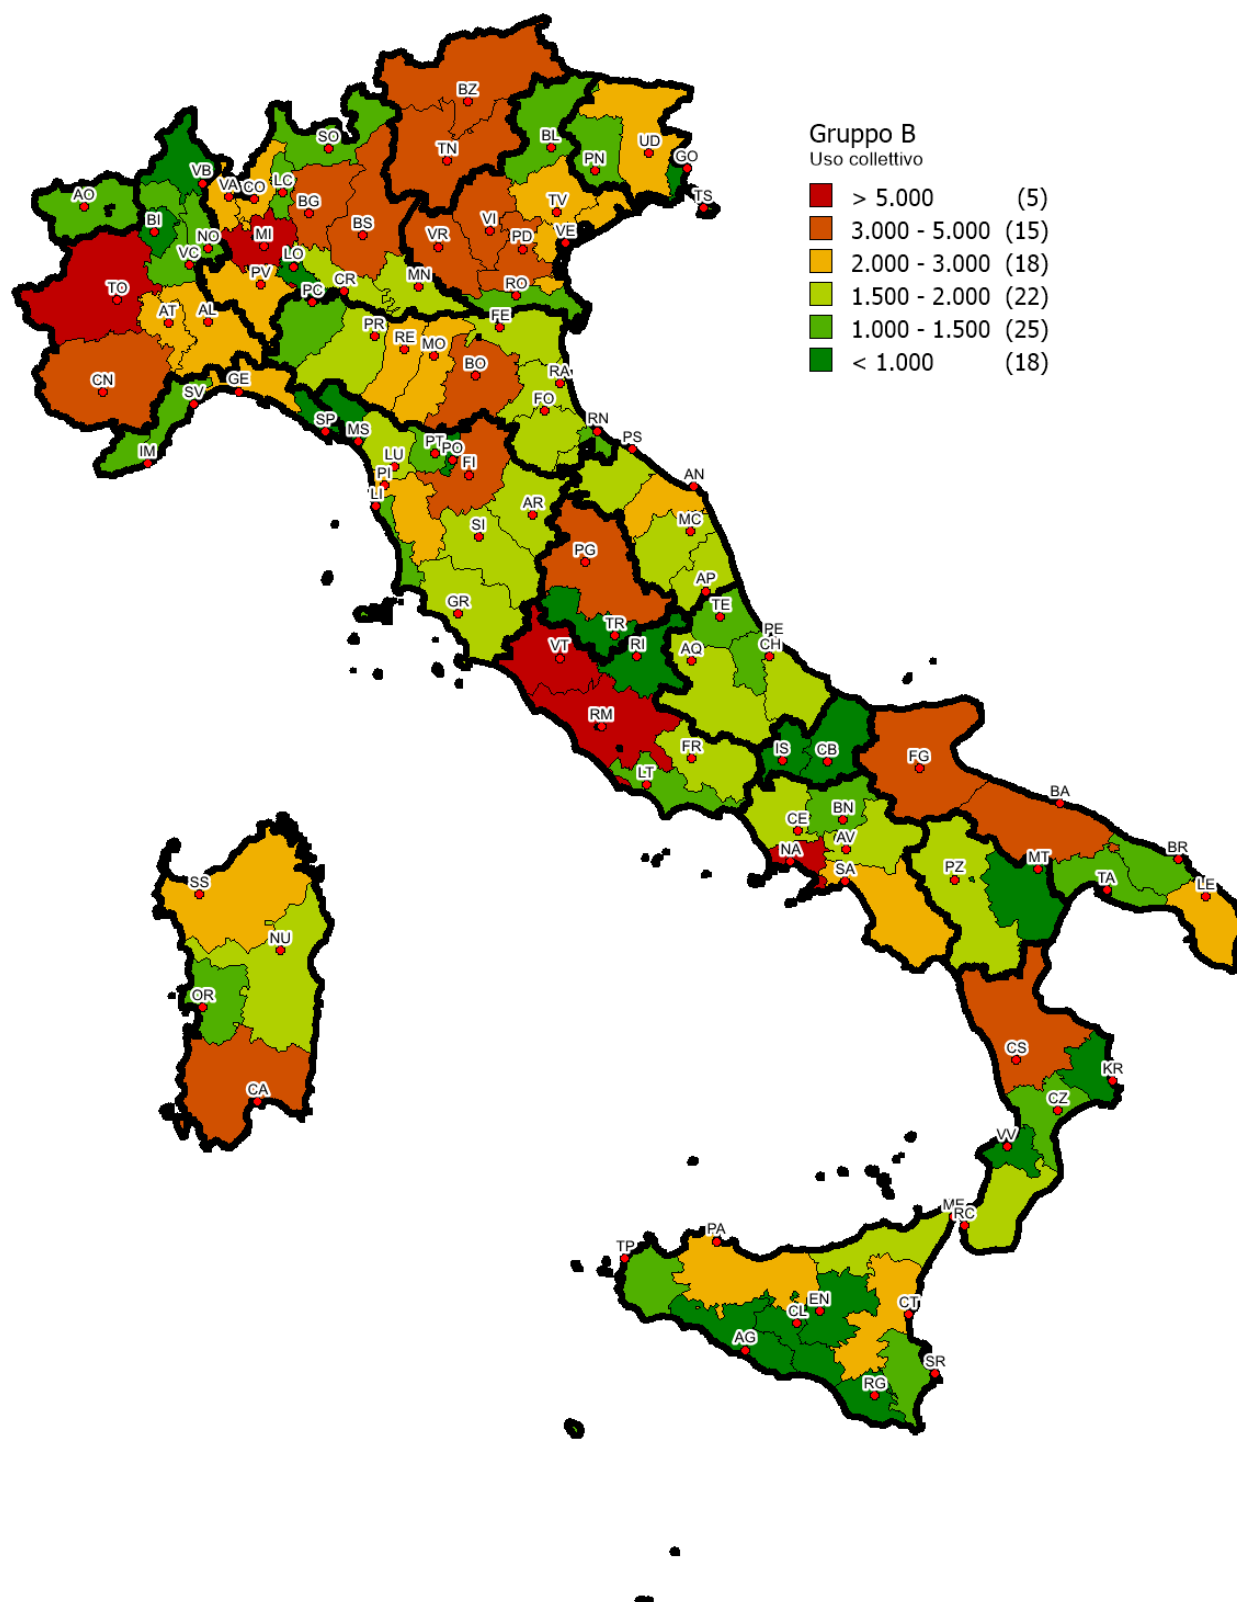 Gruppo B
Uso collettivo
> 5.000 (5)
3.000 - 5.000 (15)
2.000 - 3.000 (18)
1.500 - 2.000 (22)
1.000 - 1.500 (25)
< 1.000 (18)
BZ
SO
BL
UD
TN
PN
GO
VB
VA
CO
LC
AO
BG
TS
TV
BI
VI
BS
VE
MI
VR
PD
NO
VC
LO
PV
CR
MN
RO
TO
PC
AT
AL
PR
FE
RE
MO
BO
RA
CN
GE
SV
FO
SP
MS
RN
PS
IM
PT
PO
LU
FI
PI
AN
LI
AR
MC
SI
PG
AP
GR
TE
TR
PE
VT
RI
AQ
CH
RM
FR
IS
CB
FG
LT
BA
BN
CE
AV
NA
SA
PZ
MT
BR
TA
LE
SS
NU
OR
CS
KR
CA
CZ
VV
ME
RC
PA
TP
EN
CL
CT
AG
SR
RG